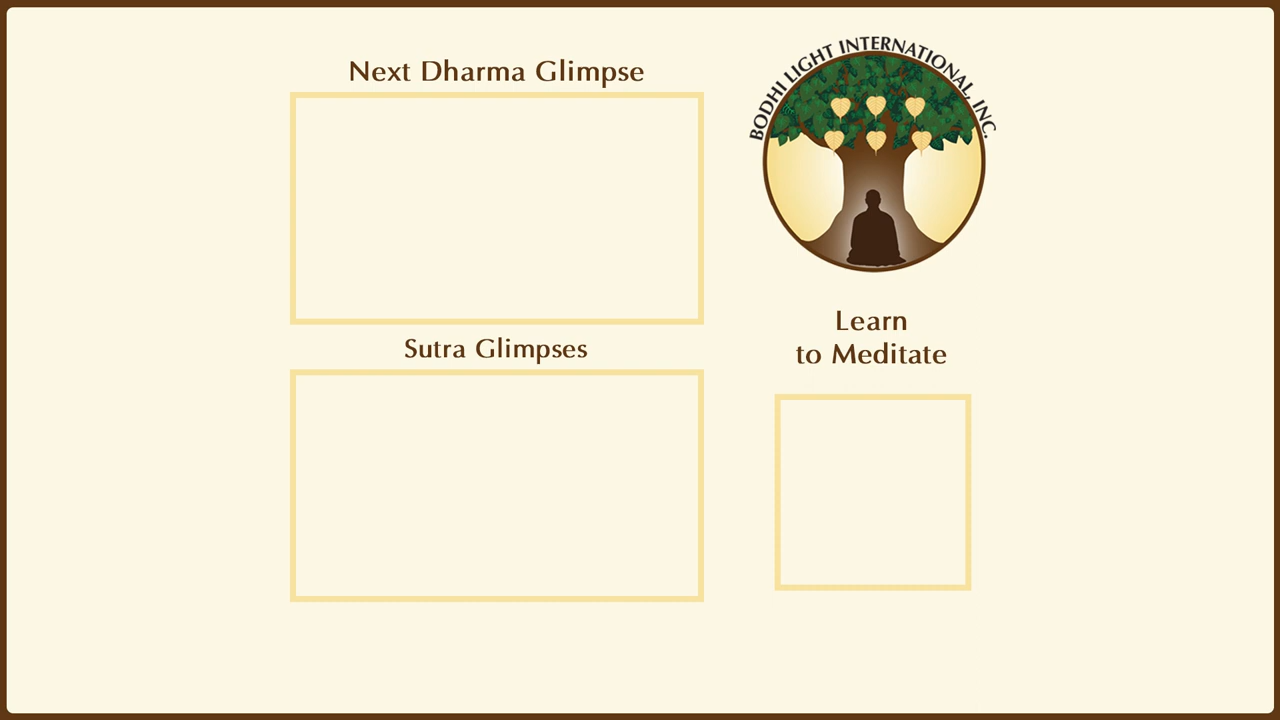 Next Dharma Glimpse
BODHI LIGHT INTERNATIONAL, INC.
Sutra Glimpses
Learn
to Meditate